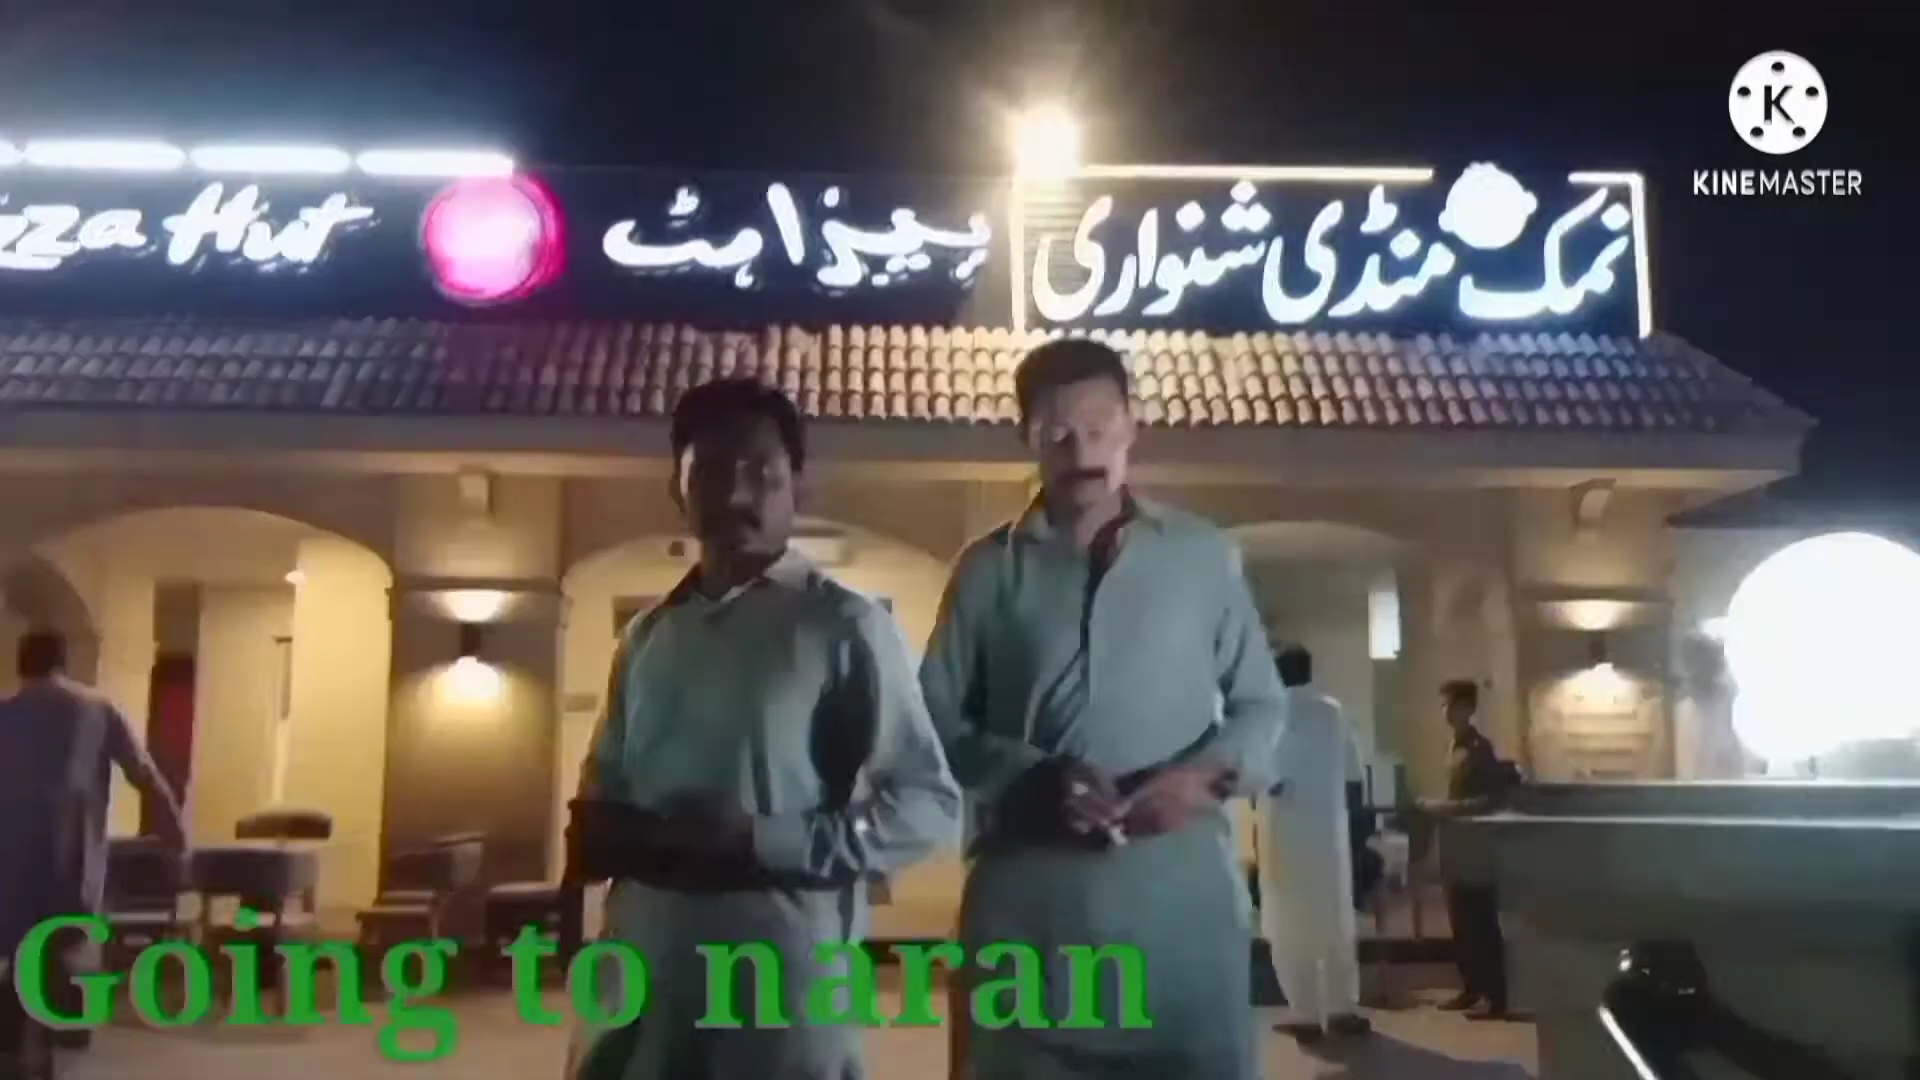 K
KINEMASTER
zza Hut
پیزا ہٹ
نمک منڈی شنواری
Going to naran